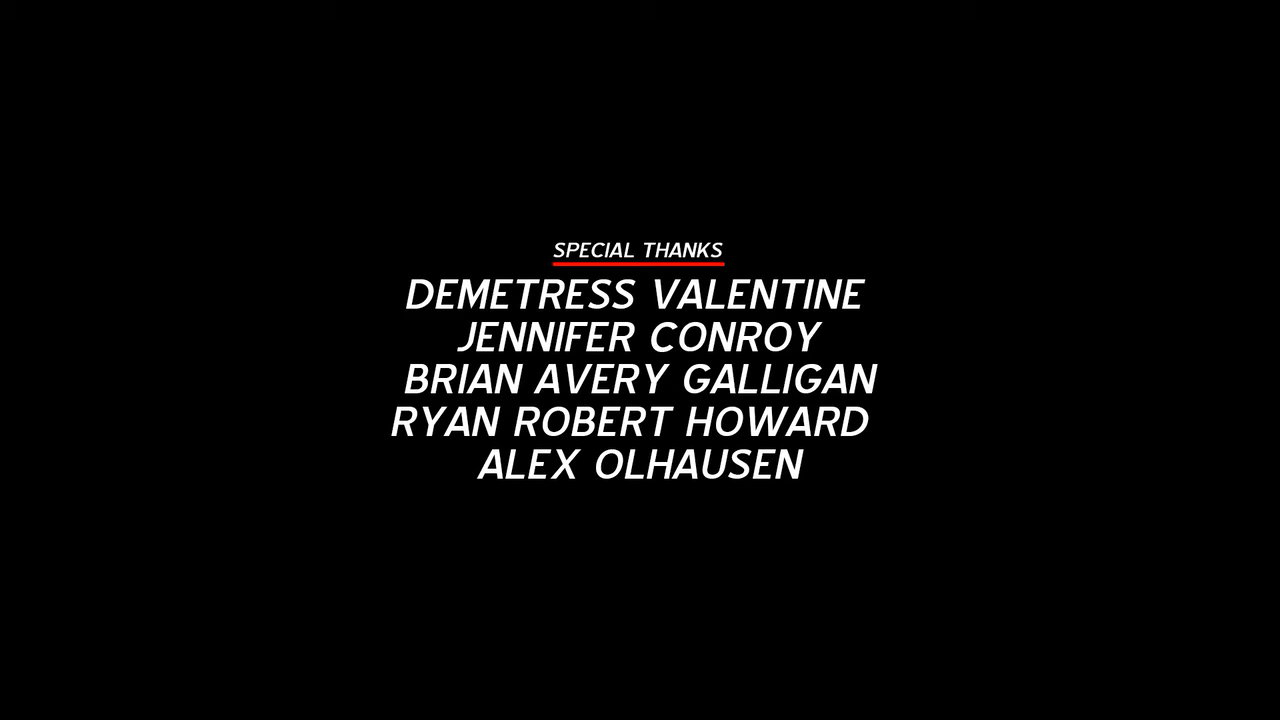 SPECIAL THANKS
DEMETRESS VALENTINE
JENNIFER CONROY
BRIAN AVERY GALLIGAN
RYAN ROBERT HOWARD
ALEX OLHAUSEN